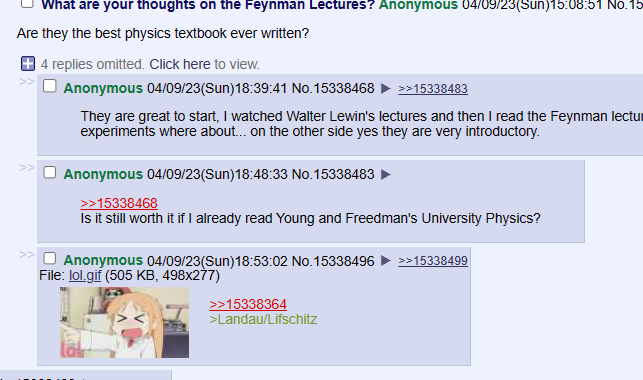 What are your thoughts on the Feynman Lectures? Anonymous 04/09/23(Sun)15:08:51 No.15
Are they the best physics textbook ever written?
4 replies omitted. Click here to view.
>> Anonymous 04/09/23(Sun)18:39:41 No.15338468 ▶ >>15338483
They are great to start, I watched Walter Lewin's lectures and then I read the Feynman lectu
experiments where about... on the other side yes they are very introductory.
>> Anonymous 04/09/23(Sun)18:48:33 No.15338483 ▶
>>15338468
Is it still worth it if I already read Young and Freedman's University Physics?
>> Anonymous 04/09/23(Sun)18:53:02 No.15338496 ▶ >>15338499
File: lol.gif (505 KB, 498x277)
lol
>>15338364
>Landau/Lifschitz